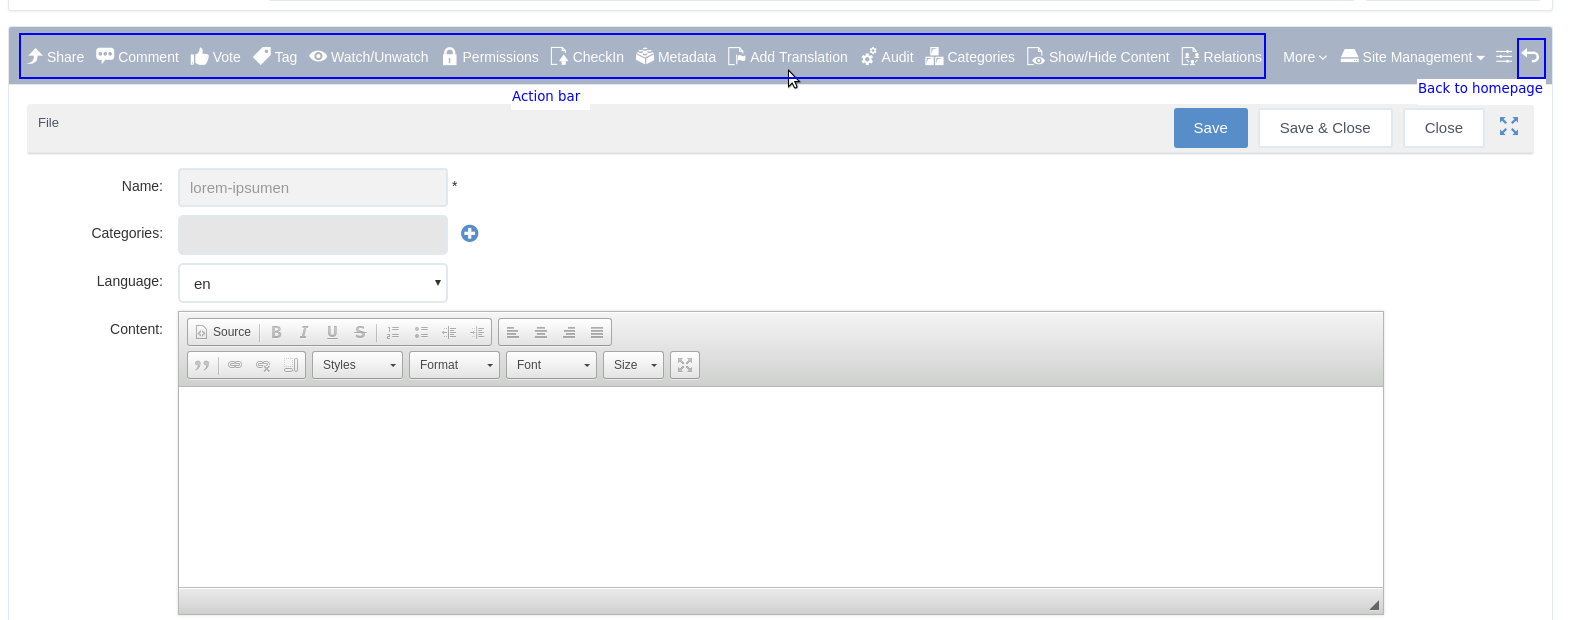 Share Comment Vote Tag Watch/Unwatch Permissions CheckIn Metadata Add Translation Audit Categories Show/Hide Content Relations More Site Management
Action bar
Back to homepage
File
Save Save & Close Close
Name: lorem-ipsumen *
Categories:
Language: en
Content:
Source B I U S
Styles Format Font Size